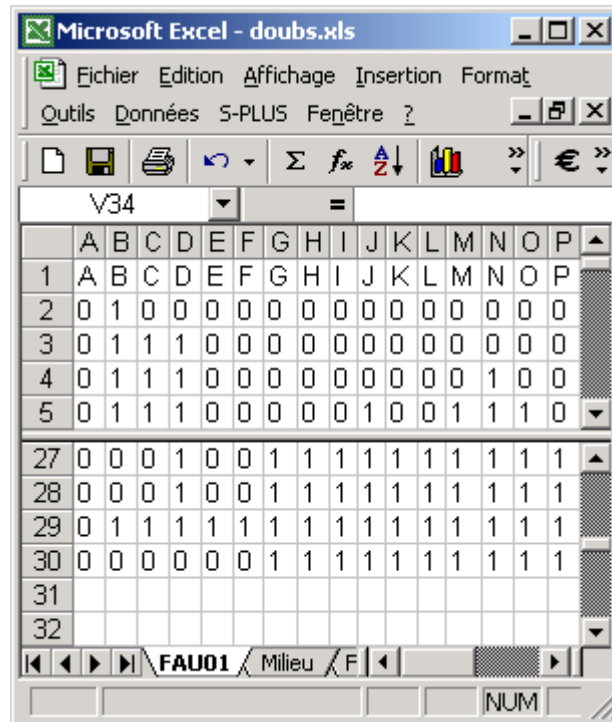 Microsoft Excel - doubs.xls
Fichier Edition Affichage Insertion Format
Outils Données S-PLUS Fenêtre ?
Σ fx A Z € »
V34 =
A B C D E F G H I J K L M N O P
1 A B C D E F G H I J K L M N O P
2 0 1 0 0 0 0 0 0 0 0 0 0 0 0 0 0
3 0 1 1 1 0 0 0 0 0 0 0 0 0 0 0 0
4 0 1 1 1 0 0 0 0 0 0 0 0 0 1 0 0
5 0 1 1 1 0 0 0 0 0 1 0 0 1 1 1 0
27 0 0 0 1 0 0 1 1 1 1 1 1 1 1 1 1
28 0 0 0 1 0 0 1 1 1 1 1 1 1 1 1 1
29 0 1 1 1 1 1 1 1 1 1 1 1 1 1 1 1
30 0 0 0 0 0 0 1 1 1 1 1 1 1 1 1 1
31
32
FAU01 Milieu F
NUM